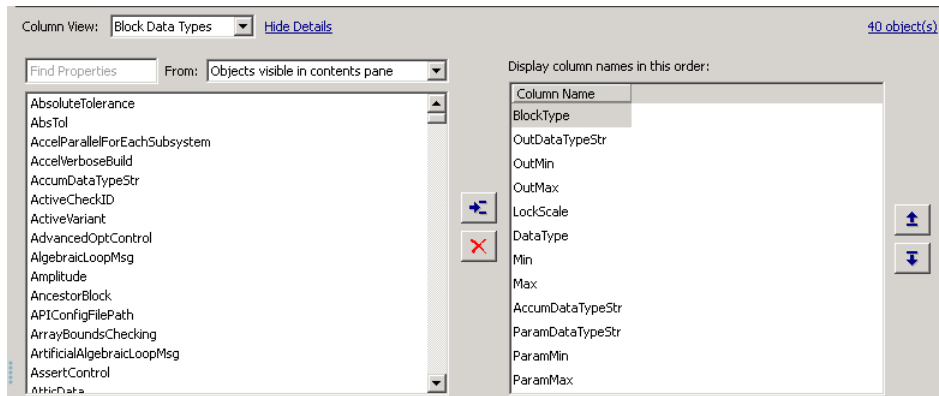 Column View: Block Data Types Hide Details 40 object(s)
Find Properties From: Objects visible in contents pane
AbsoluteTolerance
AbsTol
AccelParallelForEachSubsystem
AccelVerboseBuild
AccumDataTypeStr
ActiveCheckID
ActiveVariant
AdvancedOptControl
AlgebraicLoopMsg
Amplitude
AncestorBlock
APIConfigFilePath
ArrayBoundsChecking
ArtificialAlgebraicLoopMsg
AssertControl
AtticData
Display column names in this order:
Column Name
BlockType
OutDataTypeStr
OutMin
OutMax
LockScale
DataType
Min
Max
AccumDataTypeStr
ParamDataTypeStr
ParamMin
ParamMax